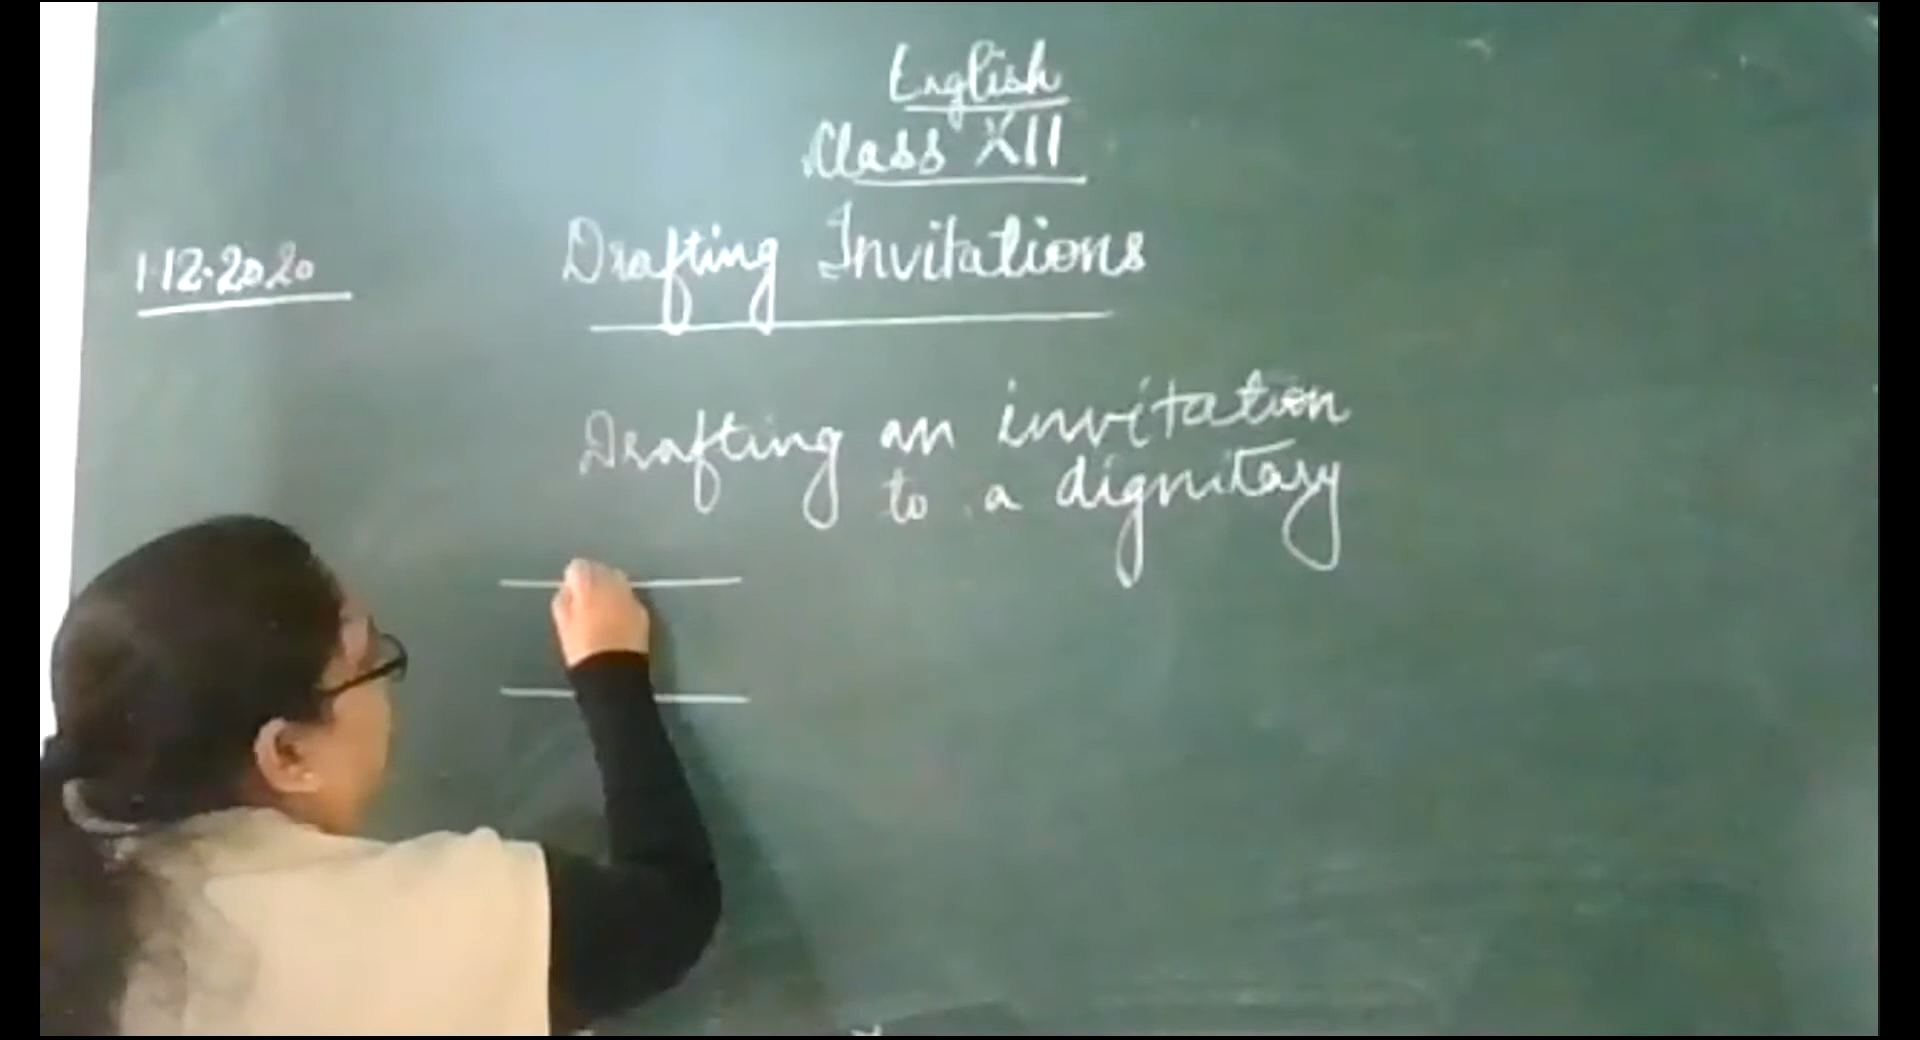 English
Class XII
Drafting Invitations
1.12.2020
Drafting an invitation
to a dignitary